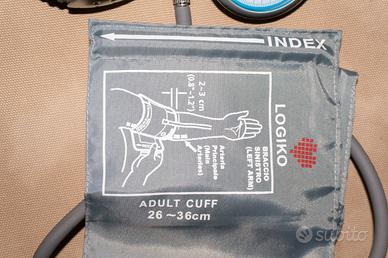 INDEX
2~3 cm
(0.8"~1.2")
Arteria
Principale
(Main
Arteries)
LOGIKO
BRACCIO
SINISTRO
(LEFT ARM)
ADULT CUFF
26~36cm
subito